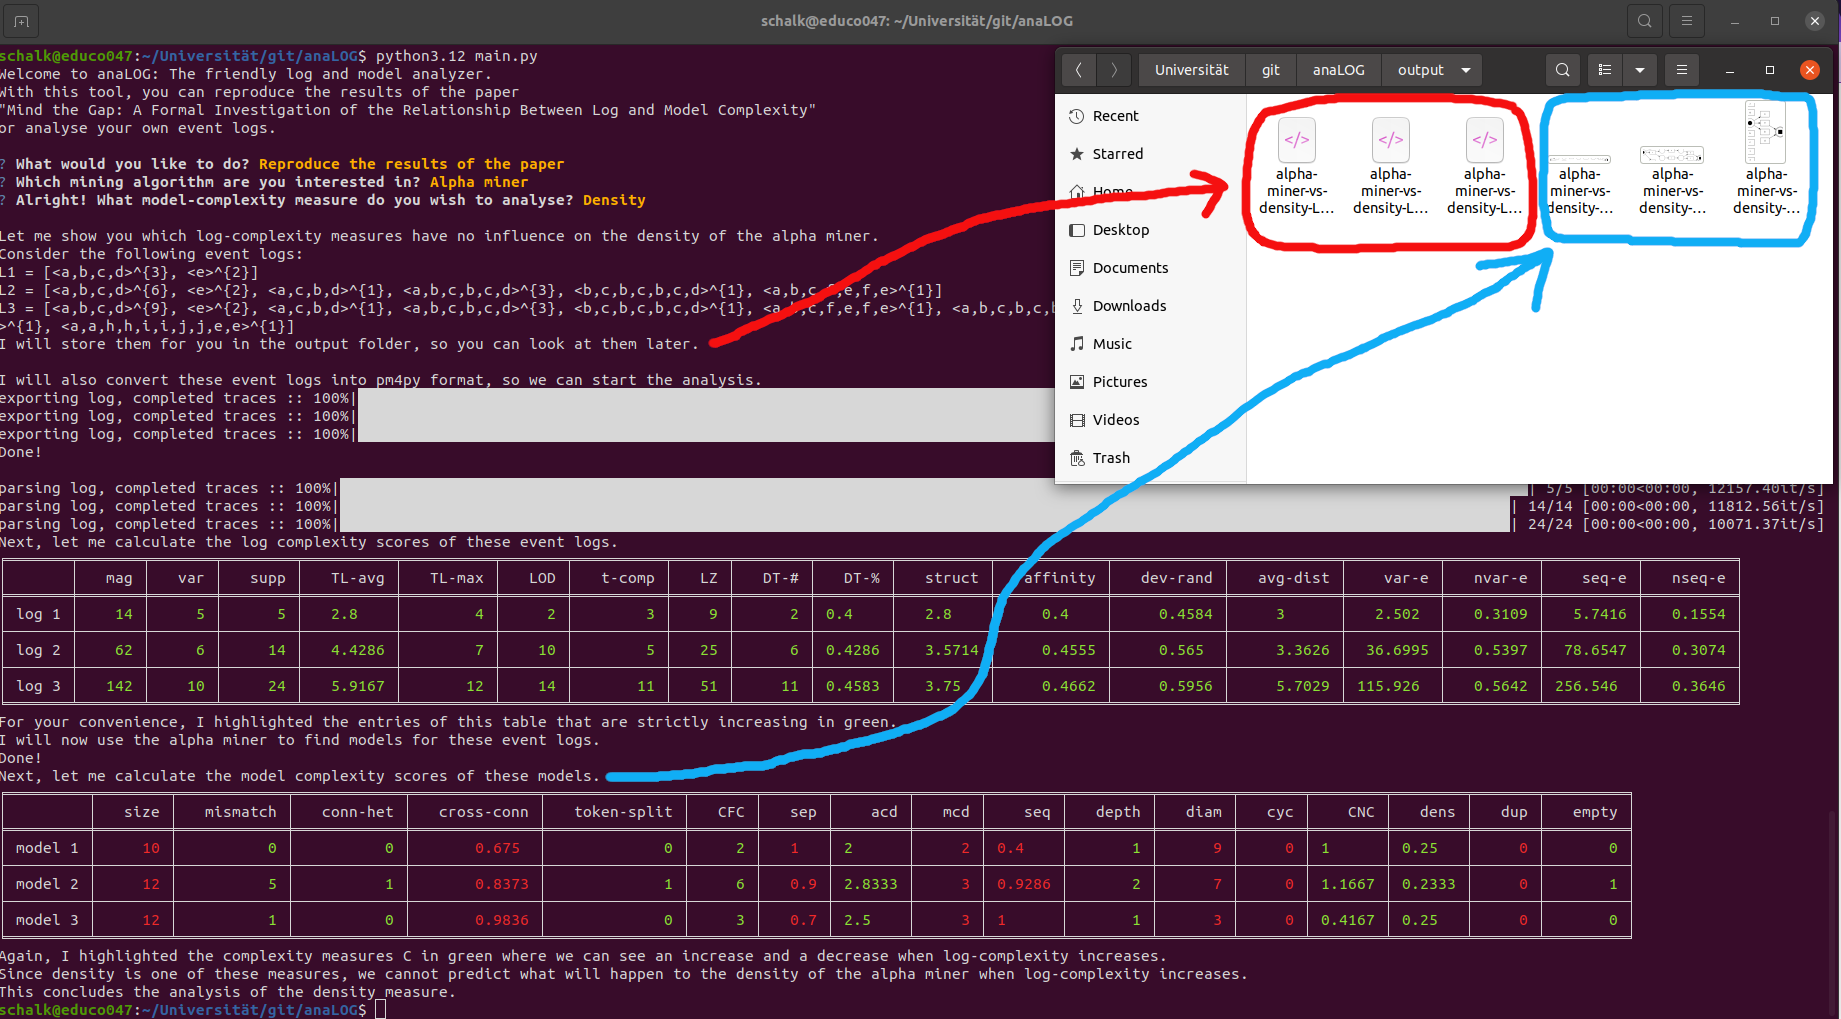 schalk@educo047: ~/Universität/git/anaLOG
schalk@educo047:~/Universität/git/anaLOG$ python3.12 main.py
Welcome to anaLOG: The friendly log and model analyzer.
With this tool, you can reproduce the results of the paper
"Mind the Gap: A Formal Investigation of the Relationship Between Log and Model Complexity"
or analyse your own event logs.
? What would you like to do? Reproduce the results of the paper
? Which mining algorithm are you interested in? Alpha miner
? Alright! What model-complexity measure do you wish to analyse? Density
Let me show you which log-complexity measures have no influence on the density of the alpha miner.
Consider the following event logs:
L1 = [<a,b,c,d>^{3}, <e>^{2}]
L2 = [<a,b,c,d>^{6}, <e>^{2}, <a,c,b,d>^{1}, <a,b,c,b,c,d>^{3}, <b,c,b,c,b,c,d>^{1}, <a,b,c,f,e,f,e>^{1}]
L3 = [<a,b,c,d>^{9}, <e>^{2}, <a,c,b,d>^{1}, <a,b,c,b,c,d>^{3}, <b,c,b,c,b,c,d>^{1}, <a,b,c,f,e,f,e>^{1}, <a,b,c,b,c,b
>^{1}, <a,a,h,h,i,i,j,j,e,e>^{1}]
I will store them for you in the output folder, so you can look at them later.
I will also convert these event logs into pm4py format, so we can start the analysis.
exporting log, completed traces :: 100%|
exporting log, completed traces :: 100%|
exporting log, completed traces :: 100%|
Done!
parsing log, completed traces :: 100%| | 5/5 [00:00<00:00, 12157.40it/s]
parsing log, completed traces :: 100%| | 14/14 [00:00<00:00, 11812.56it/s]
parsing log, completed traces :: 100%| | 24/24 [00:00<00:00, 10071.37it/s]
Next, let me calculate the log complexity scores of these event logs.
mag var supp TL-avg TL-max LOD t-comp LZ DT-# DT-% struct affinity dev-rand avg-dist var-e nvar-e seq-e nseq-e
log 1 14 5 5 2.8 4 2 3 9 2 0.4 2.8 0.4 0.4584 3 2.502 0.3109 5.7416 0.1554
log 2 62 6 14 4.4286 7 10 5 25 6 0.4286 3.5714 0.4555 0.565 3.3626 36.6995 0.5397 78.6547 0.3074
log 3 142 10 24 5.9167 12 14 11 51 11 0.4583 3.75 0.4662 0.5956 5.7029 115.926 0.5642 256.546 0.3646
For your convenience, I highlighted the entries of this table that are strictly increasing in green.
I will now use the alpha miner to find models for these event logs.
Done!
Next, let me calculate the model complexity scores of these models.
size mismatch conn-het cross-conn token-split CFC sep acd mcd seq depth diam cyc CNC dens dup empty
model 1 10 0 0 0.675 0 2 1 2 2 0.4 1 9 0 1 0.25 0 0
model 2 12 5 1 0.8373 1 6 0.9 2.8333 3 0.9286 2 7 0 1.1667 0.2333 0 1
model 3 12 1 0 0.9836 0 3 0.7 2.5 3 1 1 3 0 0.4167 0.25 0 0
Again, I highlighted the complexity measures C in green where we can see an increase and a decrease when log-complexity increases.
Since density is one of these measures, we cannot predict what will happen to the density of the alpha miner when log-complexity increases.
This concludes the analysis of the density measure.
schalk@educo047:~/Universität/git/anaLOG$
Universität git anaLOG output
Recent
Starred
Home
Desktop
Documents
Downloads
Music
Pictures
Videos
Trash
</> </> </>
alpha- alpha- alpha- alpha- alpha- alpha-
miner-vs- miner-vs- miner-vs- miner-vs- miner-vs- miner-vs-
density-L... density-L... density-L... density-... density-... density-...